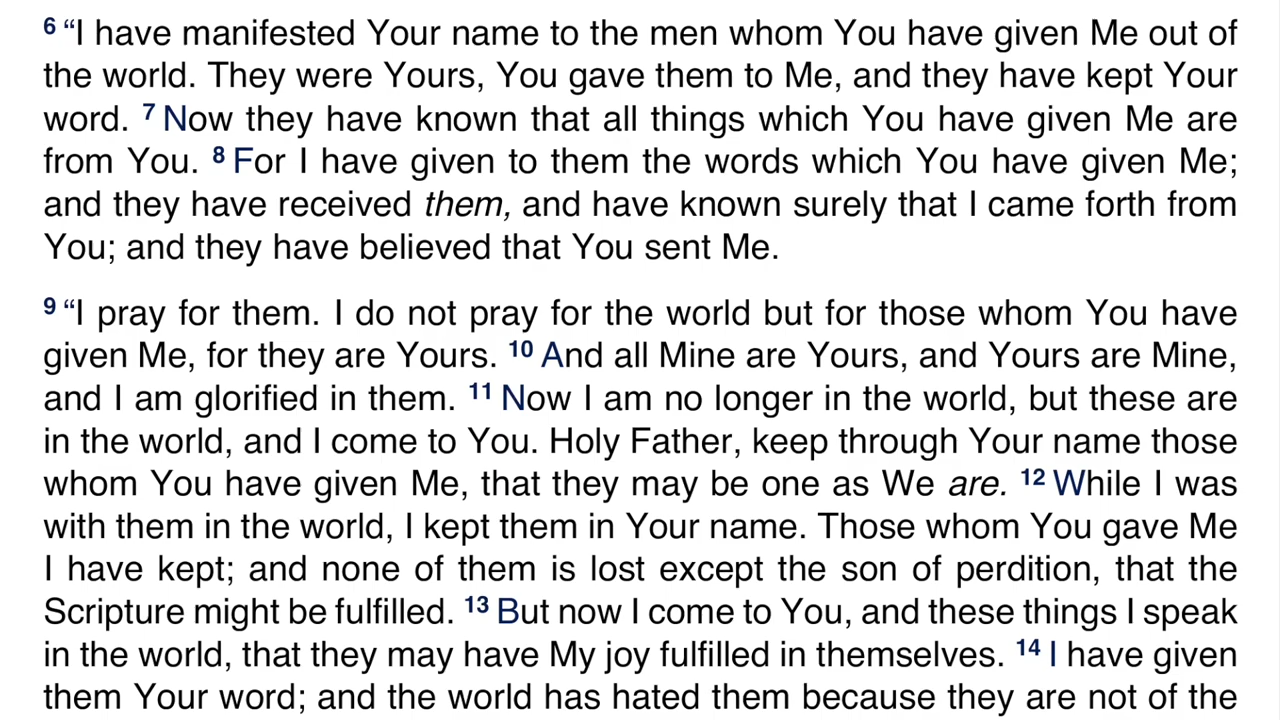 6 “I have manifested Your name to the men whom You have given Me out of
the world. They were Yours, You gave them to Me, and they have kept Your
word. 7 Now they have known that all things which You have given Me are
from You. 8 For I have given to them the words which You have given Me;
and they have received them, and have known surely that I came forth from
You; and they have believed that You sent Me.
9 “I pray for them. I do not pray for the world but for those whom You have
given Me, for they are Yours. 10 And all Mine are Yours, and Yours are Mine,
and I am glorified in them. 11 Now I am no longer in the world, but these are
in the world, and I come to You. Holy Father, keep through Your name those
whom You have given Me, that they may be one as We are. 12 While I was
with them in the world, I kept them in Your name. Those whom You gave Me
I have kept; and none of them is lost except the son of perdition, that the
Scripture might be fulfilled. 13 But now I come to You, and these things I speak
in the world, that they may have My joy fulfilled in themselves. 14 I have given
them Your word; and the world has hated them because they are not of the